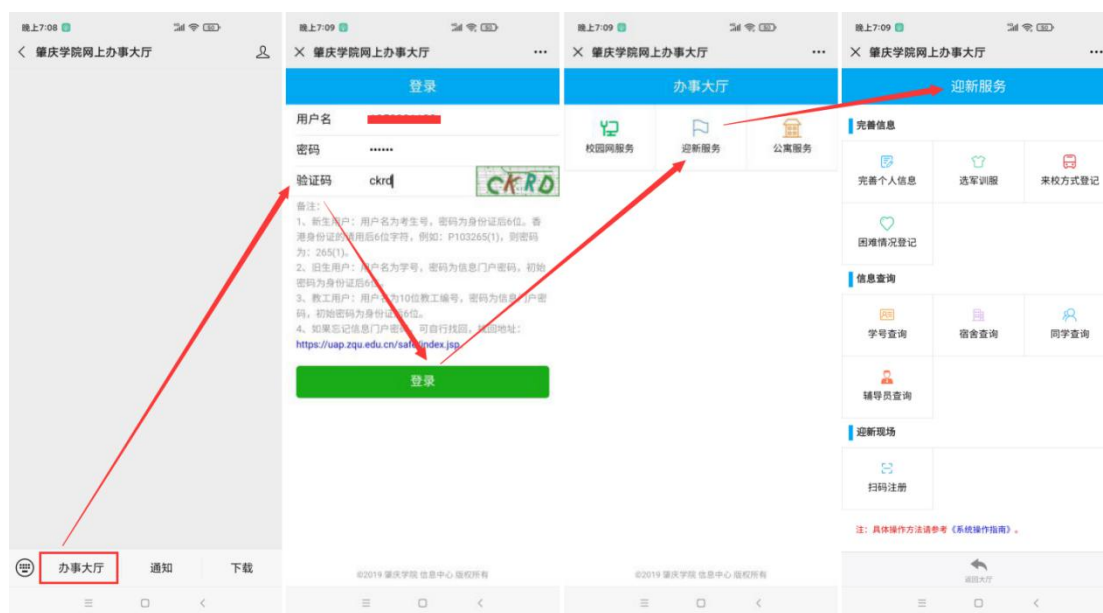 晚上7:08
肇庆学院网上办事大厅
办事大厅
通知
下载
晚上7:09
肇庆学院网上办事大厅
登录
用户名
密码
••••••
验证码
ckrd
CKRD
备注:
1、新生用户:用户名为考生号,密码为身份证后6位。香
港身份证的请用后6位字符,例如:P103265(1),则密码
为:265(1)。
2、旧生用户:用户名为学号,密码为信息门户密码,初始
密码为身份证后6位。
3、教工用户:用户名为10位教工编号,密码为信息门户密
码,初始密码为身份证后6位。
4、如果忘记信息门户密码,可自行找回。找回地址:
https://uap.zqu.edu.cn/safe/index.jsp
登录
©2019 肇庆学院 信息中心 版权所有
晚上7:09
肇庆学院网上办事大厅
办事大厅
校园网服务
迎新服务
公寓服务
©2019 肇庆学院 信息中心 版权所有
晚上7:09
肇庆学院网上办事大厅
迎新服务
完善信息
完善个人信息
选军训服
来校方式登记
困难情况登记
信息查询
学号查询
宿舍查询
同学查询
辅导员查询
迎新现场
扫码注册
注:具体操作方法请参考《系统操作指南》。
返回大厅